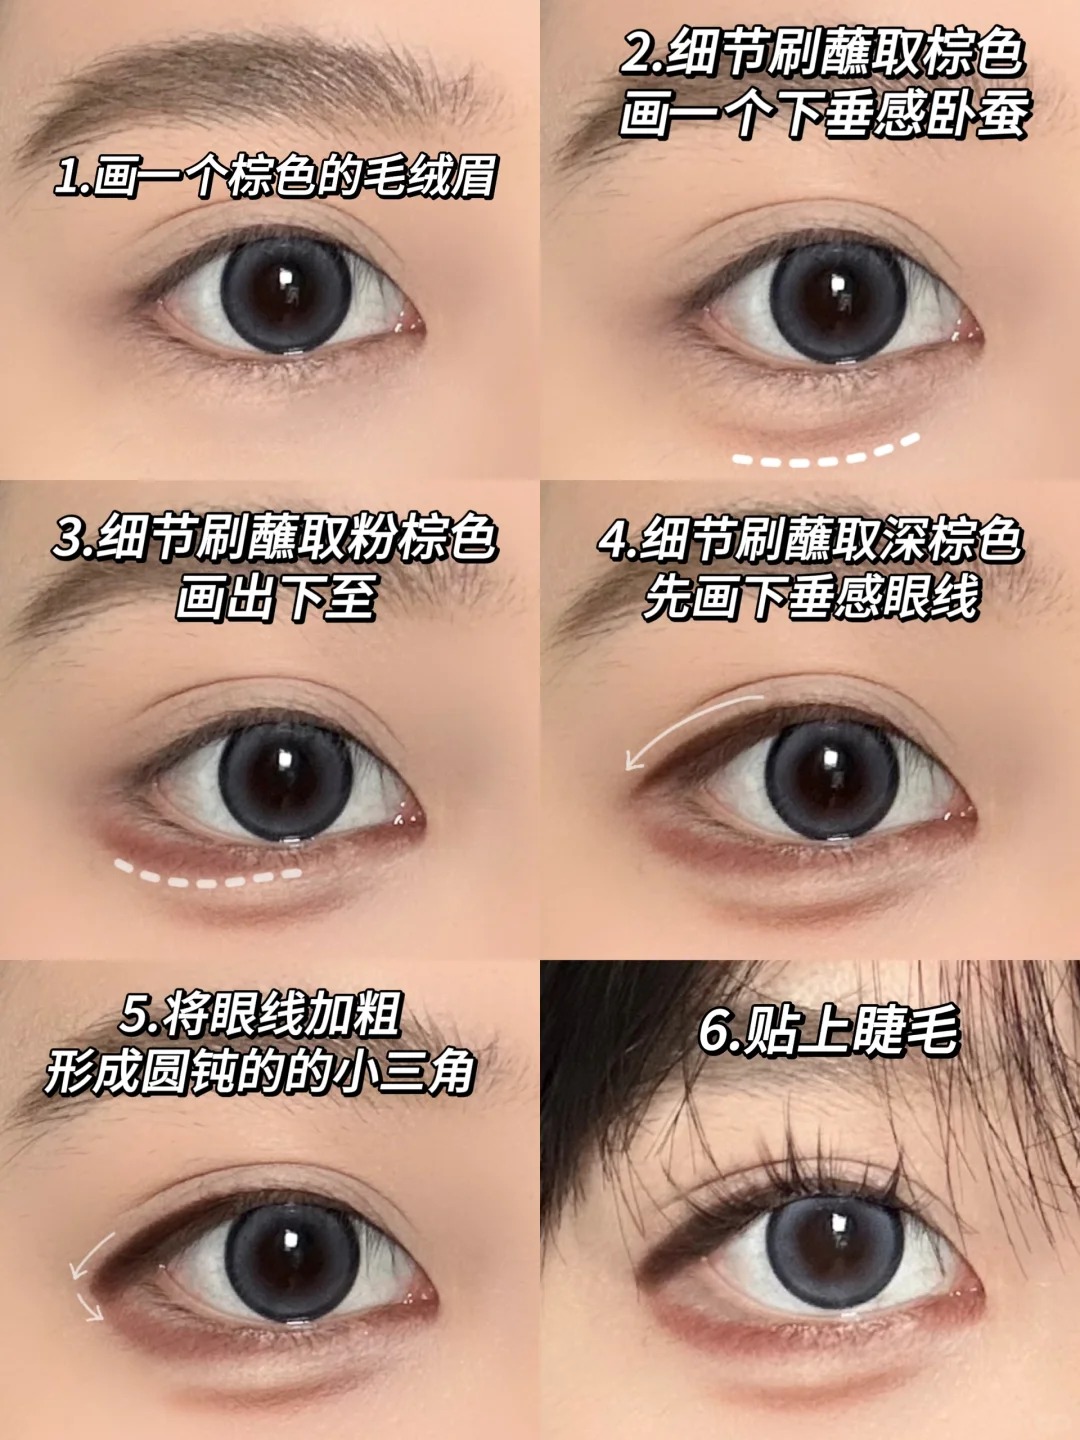 1.画一个棕色的毛绒眉
2.细节刷蘸取棕色
画一个下垂感卧蚕
3.细节刷蘸取粉棕色
画出下至
4.细节刷蘸取深棕色
先画下垂感眼线
5.将眼线加粗
形成圆钝的的小三角
6.贴上睫毛